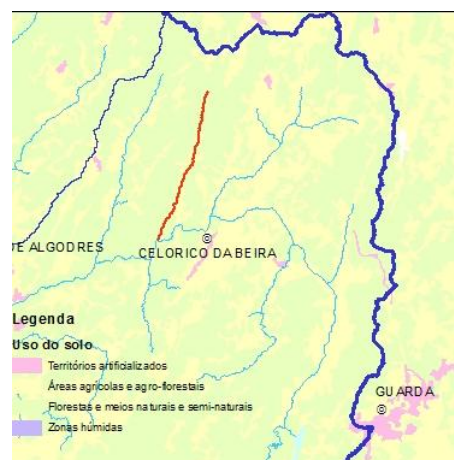 DE ALGODRES
CELORICO DA BEIRA
Legenda
Uso do solo
Territórios artificializados
Áreas agrícolas e agro-florestais
Florestas e meios naturais e semi-naturais
Zonas húmidas
GUARDA